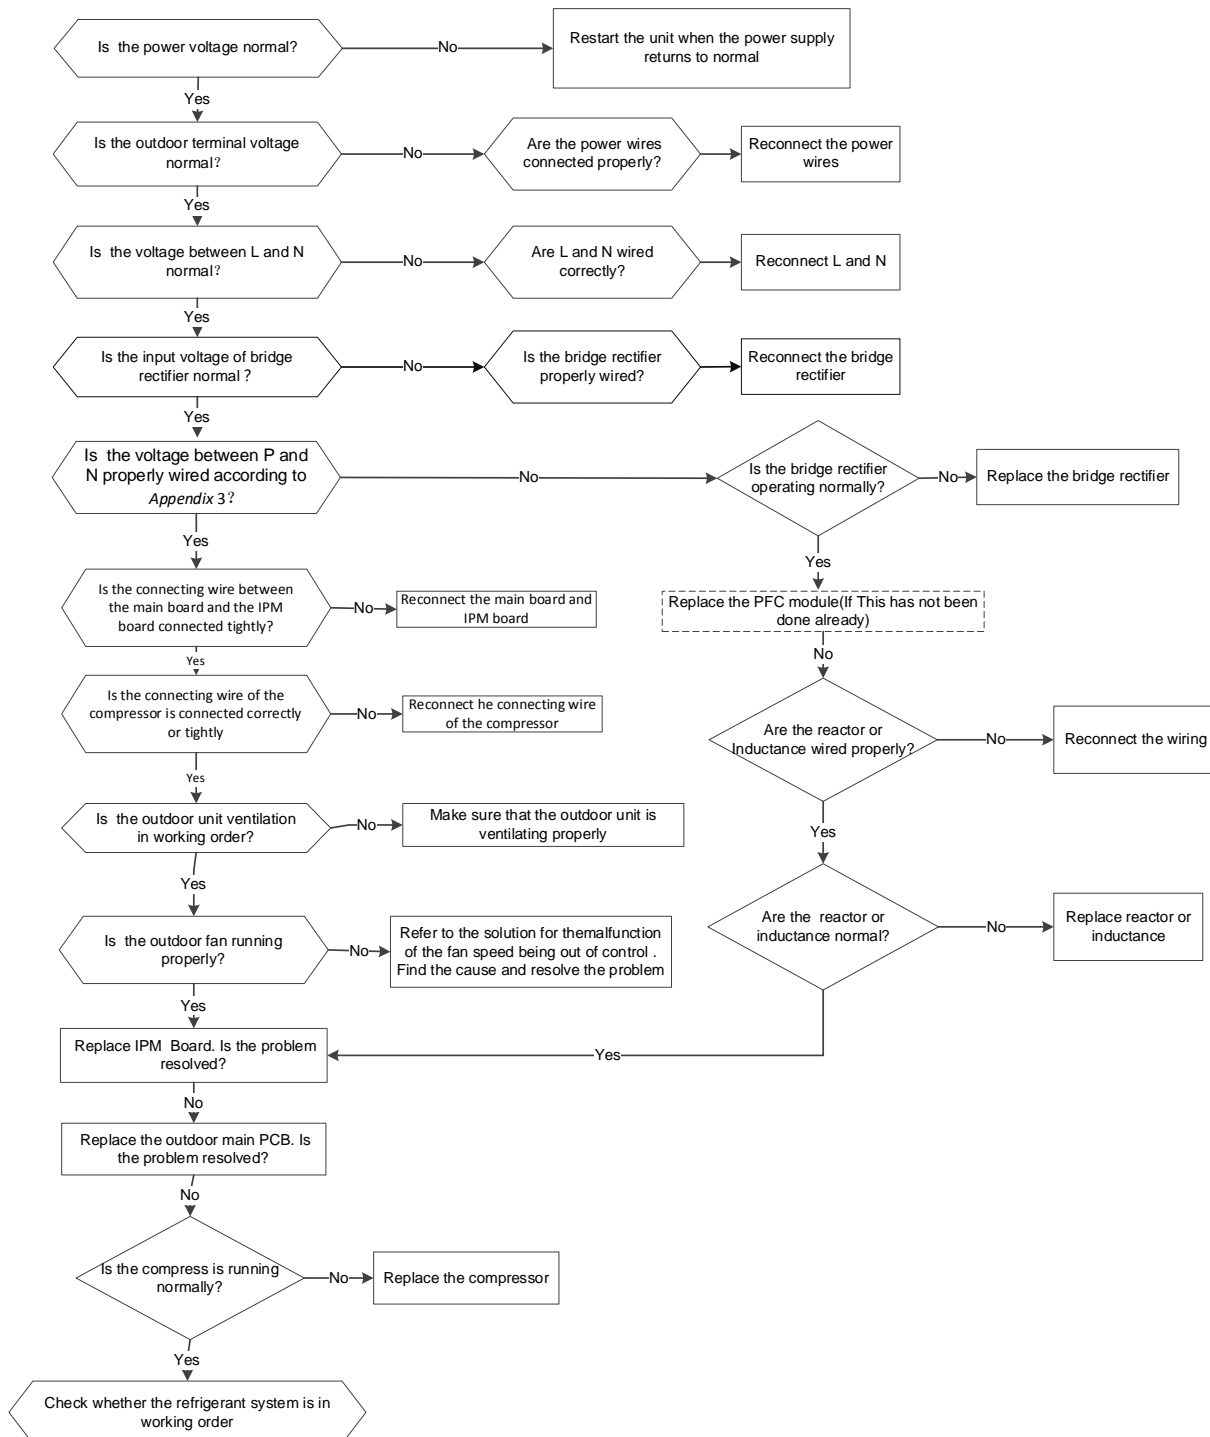 Is the power voltage normal?
No
Restart the unit when the power supply
returns to normal
Yes
Is the outdoor terminal voltage
normal?
No
Are the power wires
connected properly?
Reconnect the power
wires
Yes
Is the voltage between L and N
normal?
No
Are L and N wired
correctly?
Reconnect L and N
Yes
Is the input voltage of bridge
rectifier normal ?
No
Is the bridge rectifier
properly wired?
Reconnect the bridge
rectifier
Yes
Is the voltage between P and
N properly wired according to
Appendix 3?
No
Is the bridge rectifier
operating normally?
No
Replace the bridge rectifier
Yes
Yes
Is the connecting wire between
the main board and the IPM
board connected tightly?
No
Reconnect the main board and
IPM board
Replace the PFC module(If This has not been
done already)
No
Yes
Is the connecting wire of the
compressor is connected correctly
or tightly
No
Reconnect he connecting wire
of the compressor
Are the reactor or
Inductance wired properly?
No
Reconnect the wiring
Yes
Is the outdoor unit ventilation
in working order?
No
Make sure that the outdoor unit is
ventilating properly
Yes
Yes
Are the reactor or
inductance normal?
No
Replace reactor or
inductance
Is the outdoor fan running
properly?
No
Refer to the solution for themalfunction
of the fan speed being out of control .
Find the cause and resolve the problem
Yes
Replace IPM Board. Is the problem
resolved?
Yes
No
Replace the outdoor main PCB. Is
the problem resolved?
No
Is the compress is running
normally?
No
Replace the compressor
Yes
Check whether the refrigerant system is in
working order